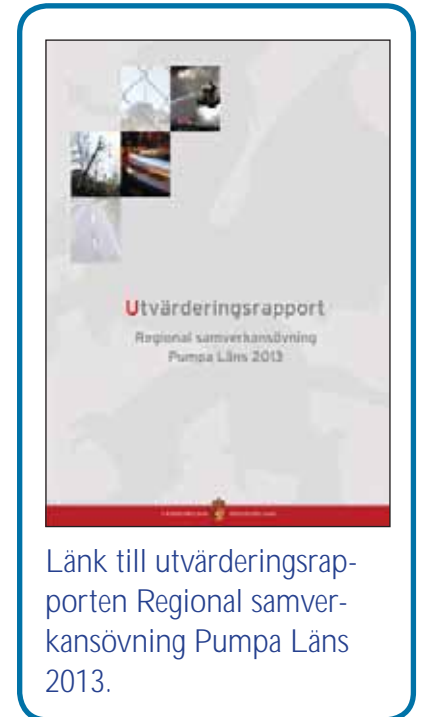 Utvärderingsrapport
Regional samverkansövning
Pumpa Läns 2013
Länk till utvärderingsrap-
porten Regional samver-
kansövning Pumpa Läns
2013.